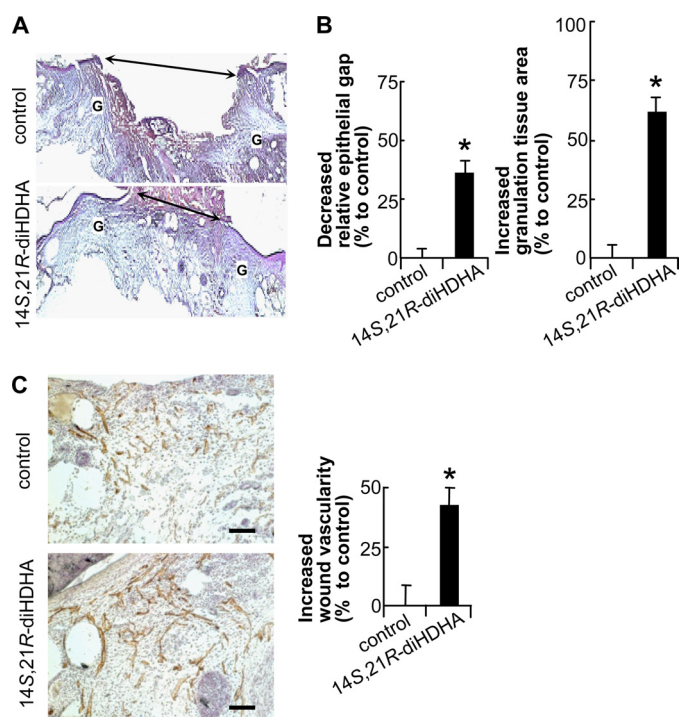 A
control
G
G
14S,21R-diHDHA
G
G
B
Decreased
relative epithelial gap
(% to control)
75
50
25
0
control
14S,21R-diHDHA
*
Increased
granulation tissue area
(% to control)
100
75
50
25
0
control
14S,21R-diHDHA
*
C
control
14S,21R-diHDHA
Increased
wound vascularity
(% to control)
50
25
0
control
14S,21R-diHDHA
*